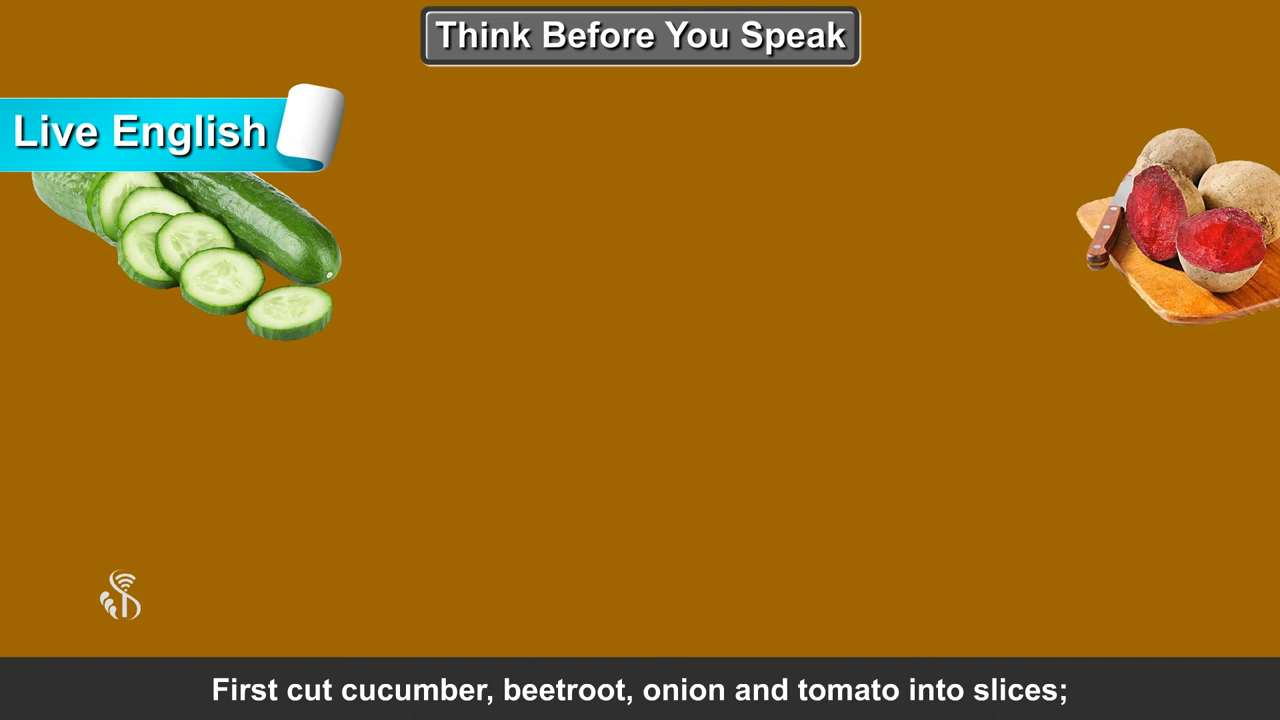 Think Before You Speak
Live English
First cut cucumber, beetroot, onion and tomato into slices;